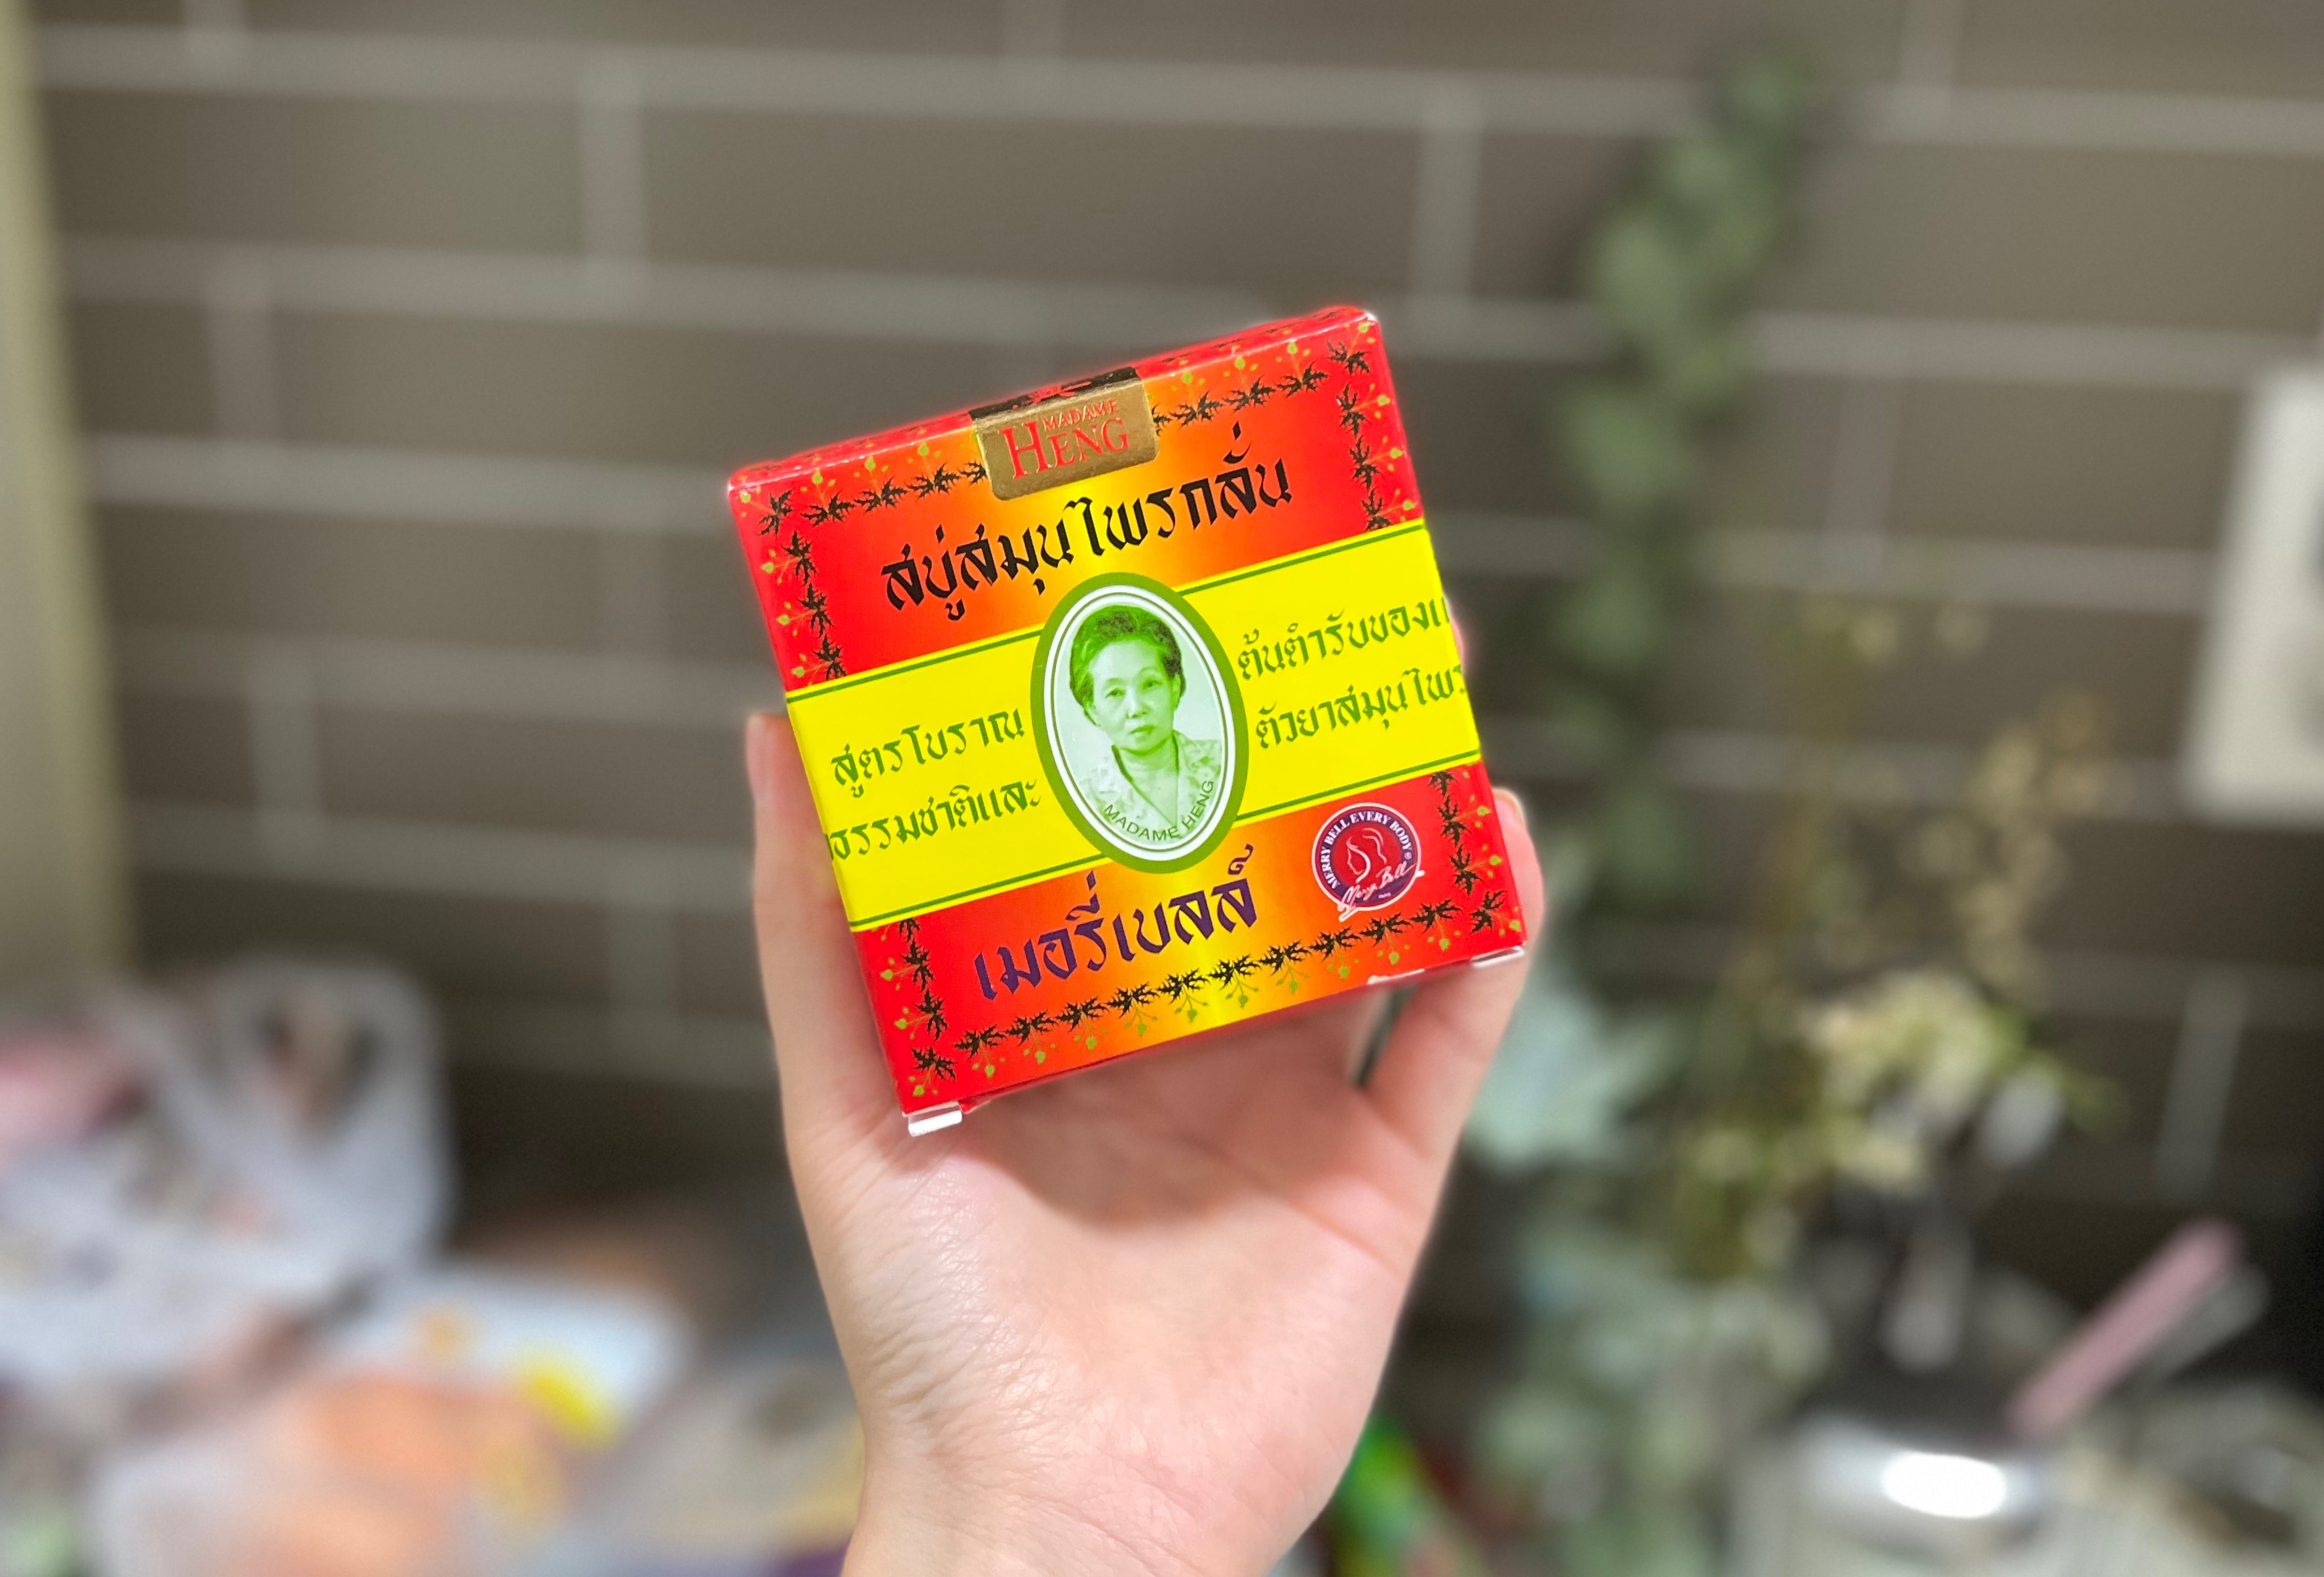 MADAME
HENG
สบู่สมุนไพรกลั่น
สูตรโบราณ
ต้นตำรับของแ
ธรรมชาติและ
ตัวยาสมุนไพร
MADAME HENG
เมอรี่เบลล์
MERRY BELL EVERY BODY®
Merry Bell